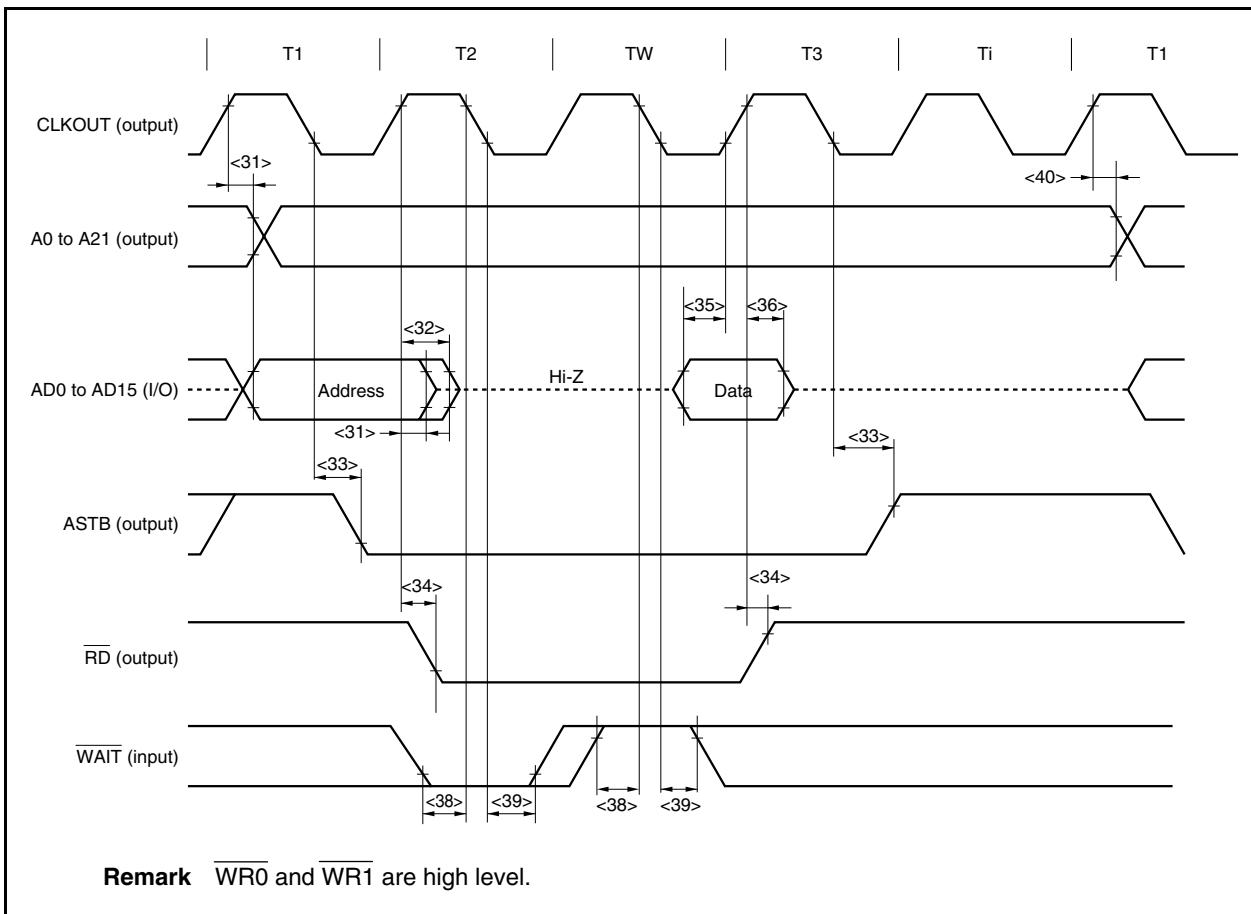 T1 T2 TW T3 Ti T1
CLKOUT (output)
<31> <40>
A0 to A21 (output)
<35> <36>
<32>
Hi-Z
AD0 to AD15 (I/O) Address Data
<31>
<33> <33>
ASTB (output)
<34> <34>
RD (output)
WAIT (input)
<38> <39> <38> <39>
Remark WR0 and WR1 are high level.